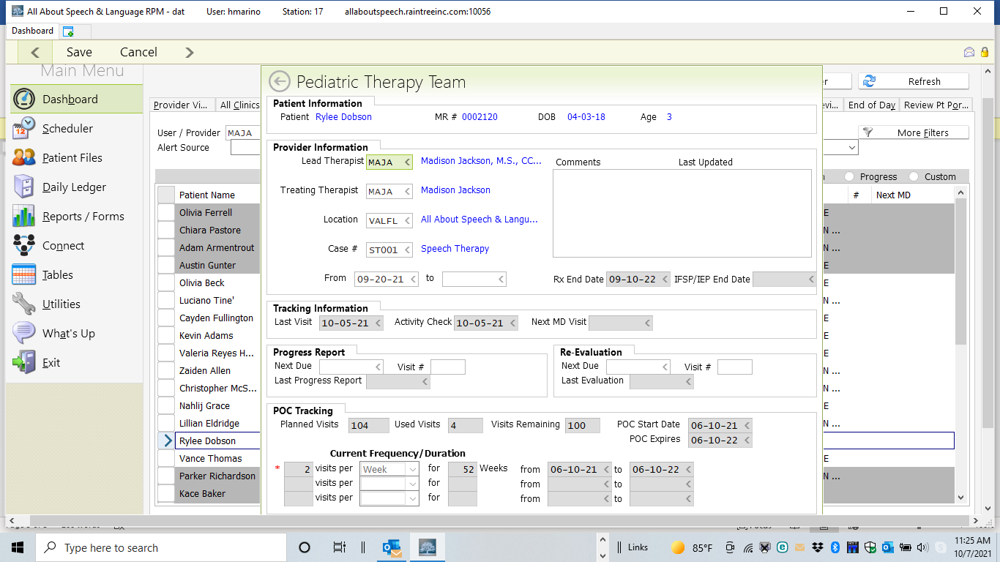 All About Speech & Language RPM - dat User: hmarino Station: 17 allaboutspeech.raintreeinc.com:10056
Dashboard
Save Cancel
Main Menu
Dashboard
Scheduler
Patient Files
Daily Ledger
Reports / Forms
Connect
Tables
Utilities
What's Up
Exit
Refresh
Provider Vi... All Clinics
End of Day Review Pt Por...
User / Provider MAJA
More Filters
Alert Source
Progress Custom
Patient Name
# Next MD
Olivia Ferrell E
Chiara Pastore N ...
Adam Armentrout N ...
Austin Gunter E
Olivia Beck E
Luciano Tine' N ...
Cayden Fullington E
Kevin Adams E
Valeria Reyes H... E
Zaiden Allen N ...
Christopher McS... N ...
Nahlij Grace E
Lillian Eldridge N ...
Rylee Dobson
Vance Thomas E
Parker Richardson N ...
Kace Baker
Pediatric Therapy Team
Patient Information
Patient Rylee Dobson MR # 0002120 DOB 04-03-18 Age 3
Provider Information
Lead Therapist MAJA Madison Jackson, M.S., CC...
Comments Last Updated
Treating Therapist MAJA Madison Jackson
Location VALFL All About Speech & Langu...
Case # ST001 Speech Therapy
From 09-20-21 to Rx End Date 09-10-22 IFSP/IEP End Date
Tracking Information
Last Visit 10-05-21 Activity Check 10-05-21 Next MD Visit
Progress Report
Next Due Visit #
Last Progress Report
Re-Evaluation
Next Due Visit #
Last Evaluation
POC Tracking
Planned Visits 104 Used Visits 4 Visits Remaining 100 POC Start Date 06-10-21
POC Expires 06-10-22
Current Frequency/Duration
* 2 visits per Week for 52 Weeks from 06-10-21 to 06-10-22
visits per for from to
visits per for from to
Type here to search
Links
85°F
11:25 AM
10/7/2021